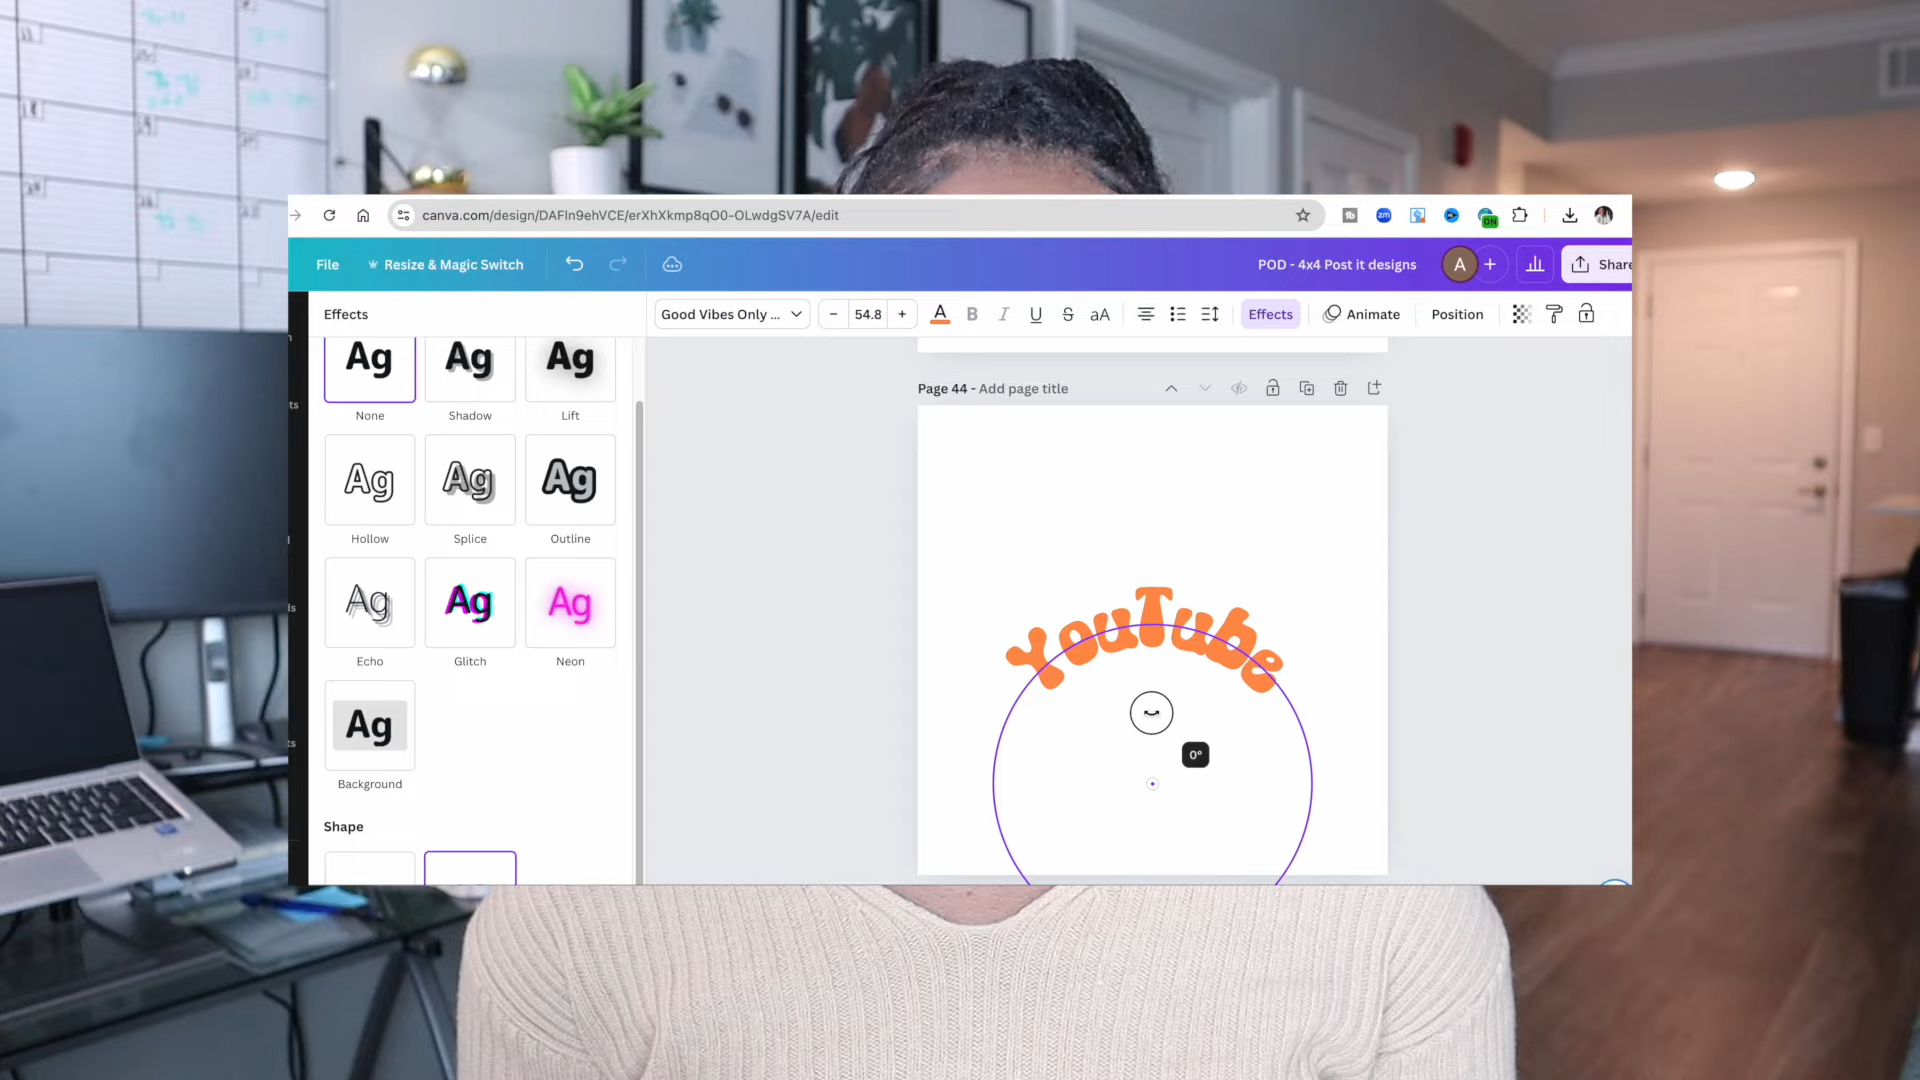 canva.com/design/DAFln9ehVCE/erXhXkmp8qO0-OLwdgSV7A/edit
ON
File
Resize & Magic Switch
POD - 4x4 Post it designs
A
Share
Effects
Good Vibes Only ...
54.8
A
B
I
U
S
aA
Effects
Animate
Position
Ag
Ag
Ag
None
Shadow
Lift
Ag
Ag
Ag
Hollow
Splice
Outline
Ag
Ag
Ag
Echo
Glitch
Neon
Ag
Background
Shape
Page 44 - Add page title
YouTube
0°